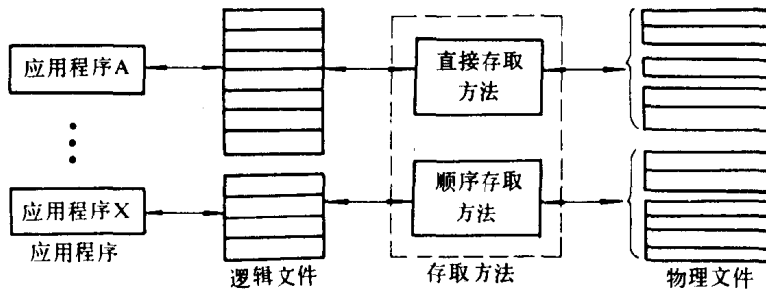 应用程序A
直接存取
方法
应用程序X
顺序存取
方法
应用程序
逻辑文件
存取方法
物理文件